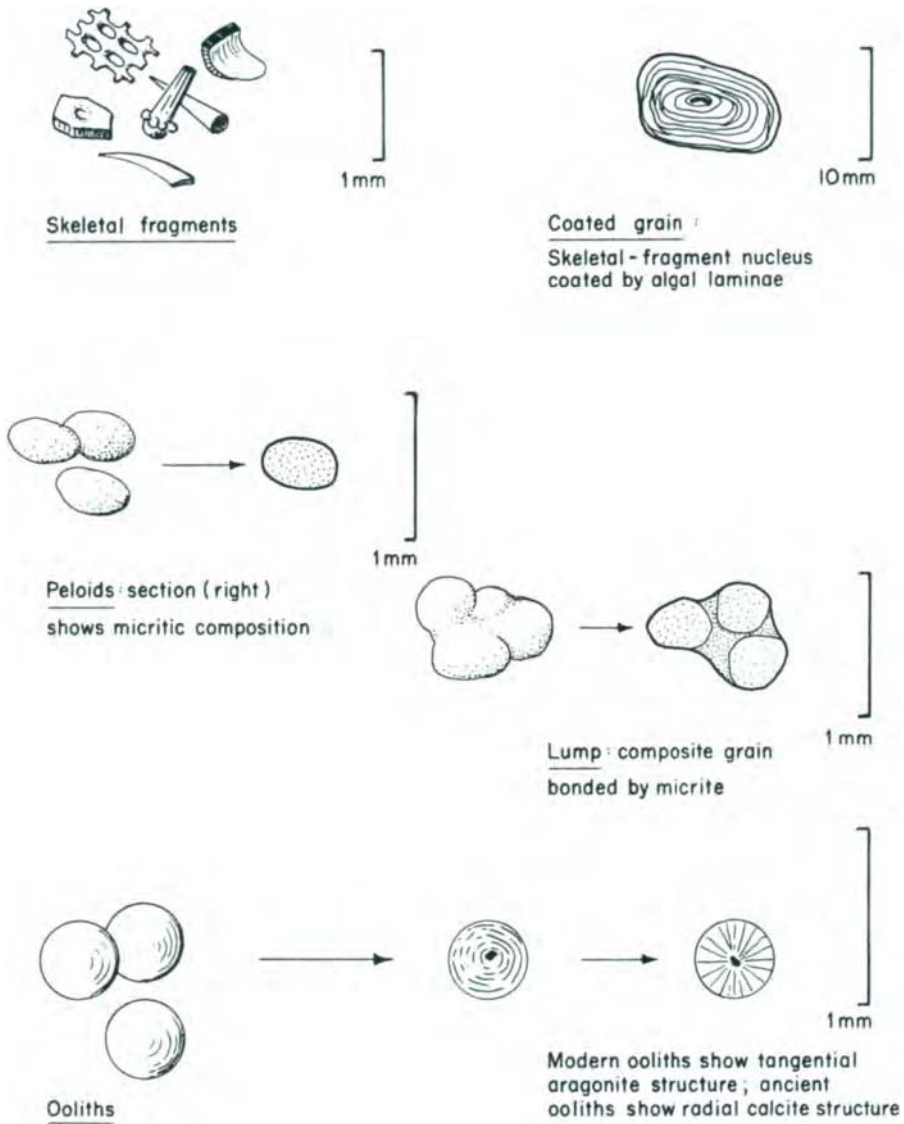 1mm
10mm
Skeletal fragments
Coated grain :
Skeletal-fragment nucleus
coated by algal laminae
1mm
Peloids: section (right)
shows micritic composition
1mm
Lump: composite grain
bonded by micrite
1mm
Modern ooliths show tangential
aragonite structure; ancient
ooliths show radial calcite structure
Ooliths